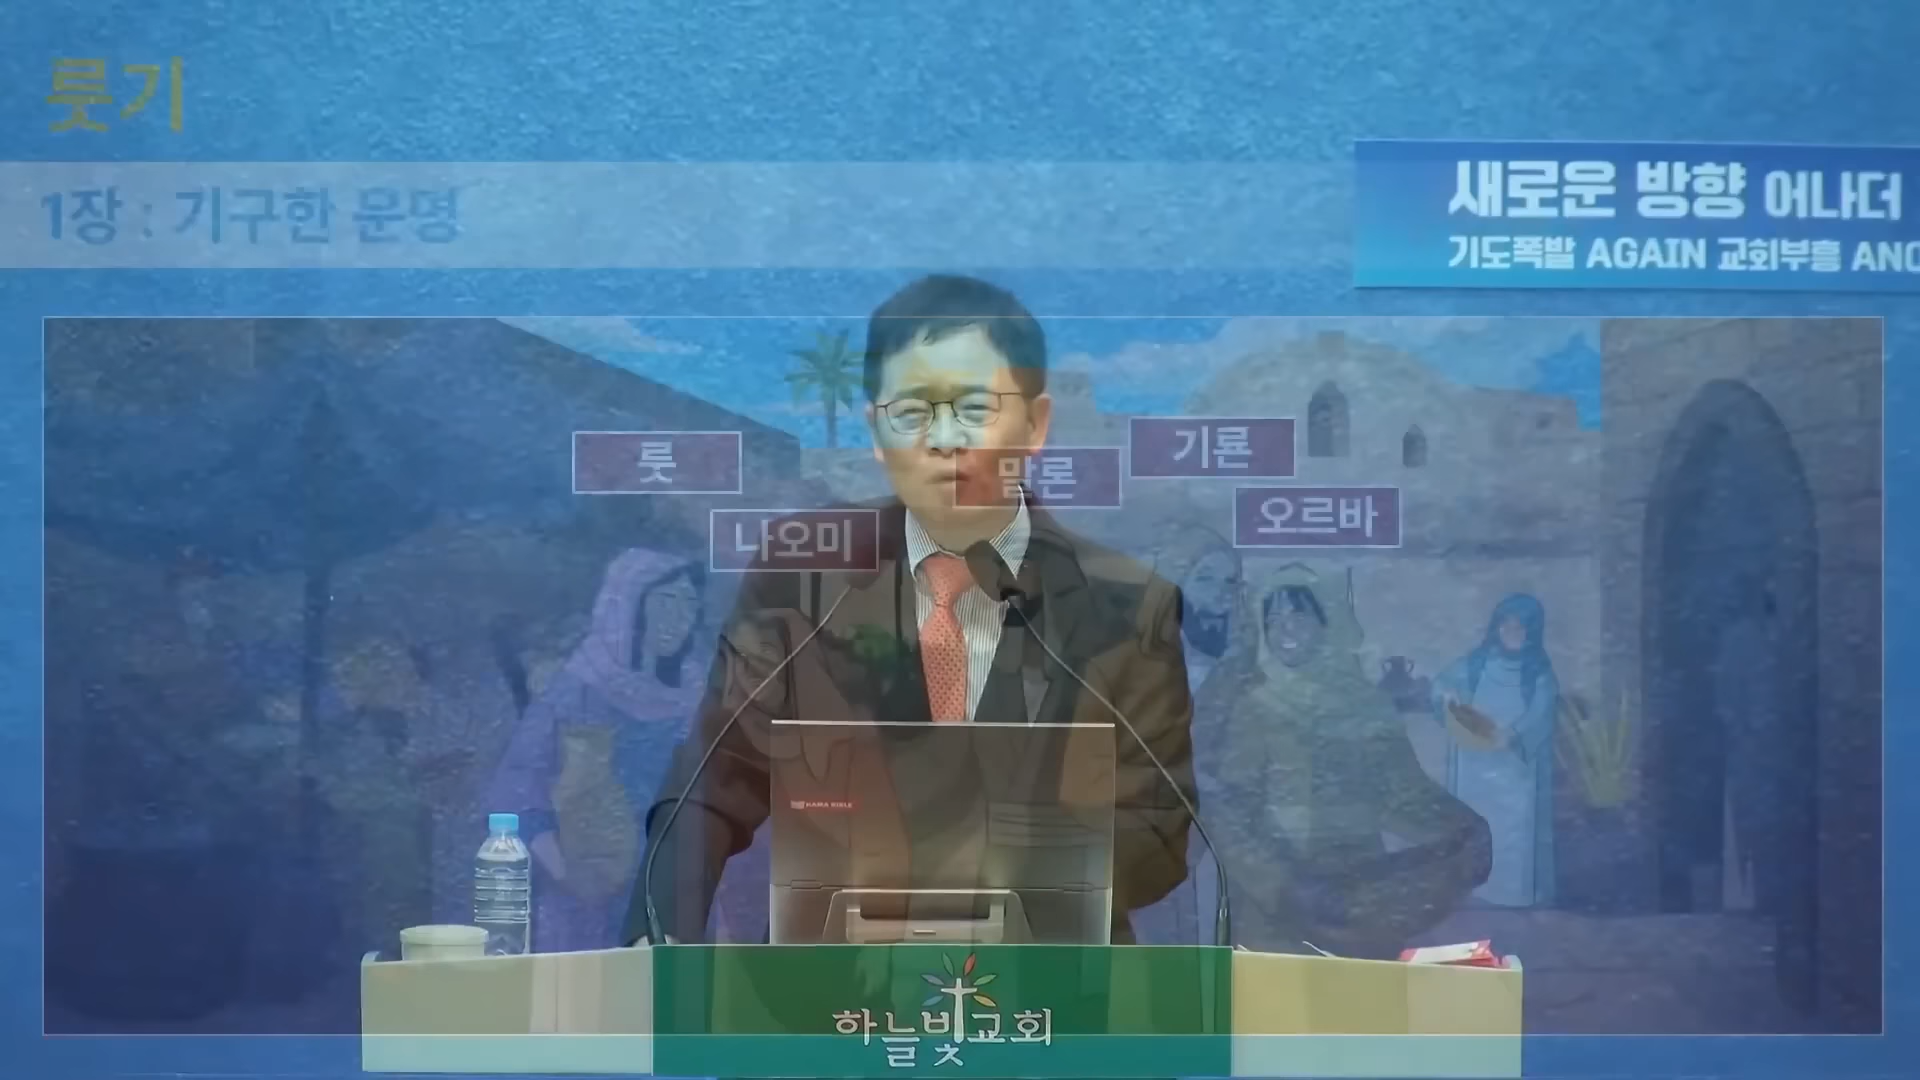 룻기
1장 : 기구한 운명
새로운 방향 어나더
기도폭발 AGAIN 교회부흥
룻
말론
기룐
나오미
오르바
NAWA BIBLE
하늘빛교회